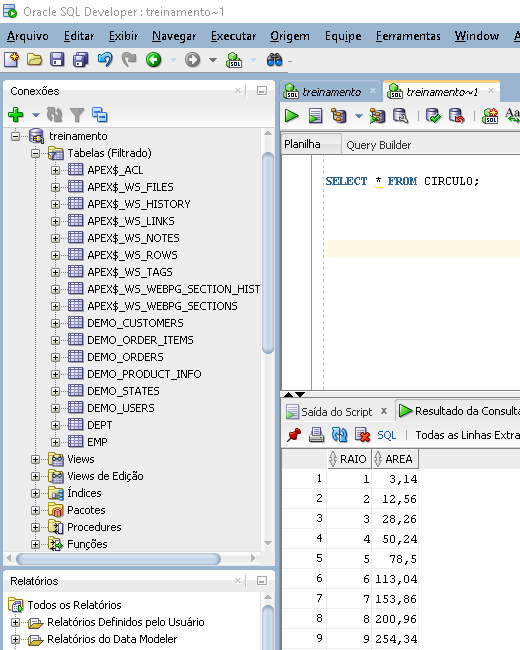 Oracle SQL Developer : treinamento~1
Arquivo Editar Exibir Navegar Executar Origem Equipe Ferramentas Window A
Conexões
treinamento
Tabelas (Filtrado)
APEX$_ACL
APEX$_WS_FILES
APEX$_WS_HISTORY
APEX$_WS_LINKS
APEX$_WS_NOTES
APEX$_WS_ROWS
APEX$_WS_TAGS
APEX$_WS_WEBPG_SECTION_HIST
APEX$_WS_WEBPG_SECTIONS
DEMO_CUSTOMERS
DEMO_ORDER_ITEMS
DEMO_ORDERS
DEMO_PRODUCT_INFO
DEMO_STATES
DEMO_USERS
DEPT
EMP
Views
Views de Edição
Índices
Pacotes
Procedures
Funções
Relatórios
Todos os Relatórios
Relatórios Definidos pelo Usuário
Relatórios do Data Modeler
treinamento treinamento~1
Planilha Query Builder
SELECT * FROM CIRCULO;
Saída do Script x Resultado da Consulta
SQL Todas as Linhas Extra
RAIO AREA
1 1 3,14
2 2 12,56
3 3 28,26
4 4 50,24
5 5 78,5
6 6 113,04
7 7 153,86
8 8 200,96
9 9 254,34